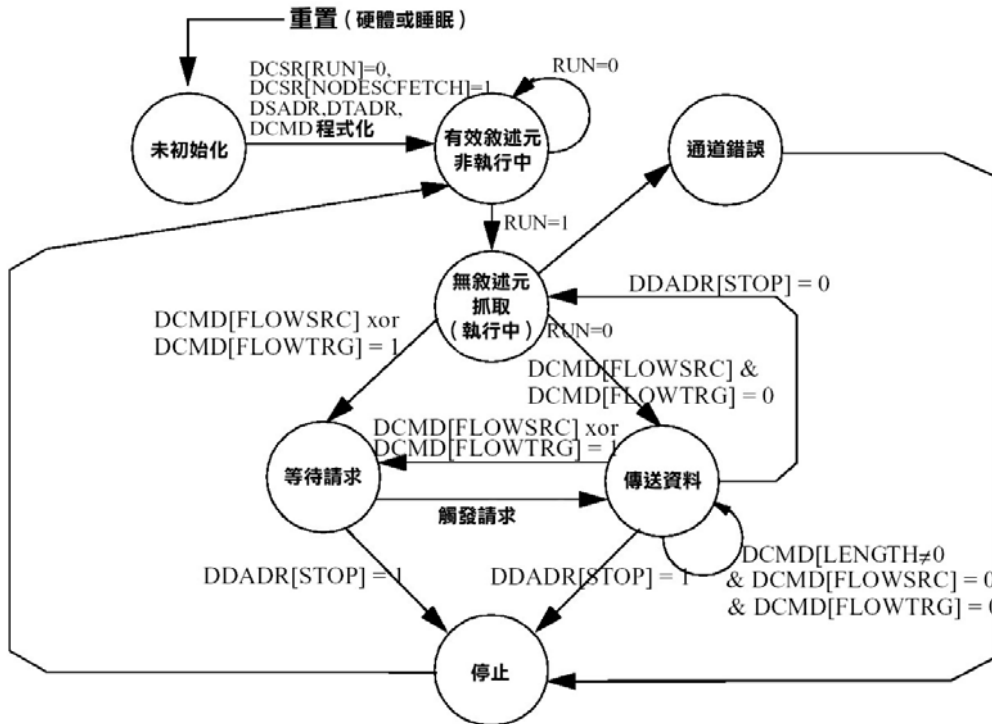 重置（硬體或睡眠）
DCSR[RUN]=0,
DCSR[NODESCFETCH]=1
DSADR,DTADR,
DCMD 程式化
RUN=0
未初始化
有效敘述元
非執行中
通道錯誤
RUN=1
無敘述元
抓取
（執行中）
RUN=0
DDADR[STOP] = 0
DCMD[FLOWSRC] xor
DCMD[FLOWTRG] = 1
DCMD[FLOWSRC] &
DCMD[FLOWTRG] = 0
DCMD[FLOWSRC] xor
DCMD[FLOWTRG] = 1
等待請求
傳送資料
觸發請求
DCMD[LENGTH≠0
& DCMD[FLOWSRC] = 0
& DCMD[FLOWTRG] = 0
DDADR[STOP] = 1
DDADR[STOP] = 1
停止